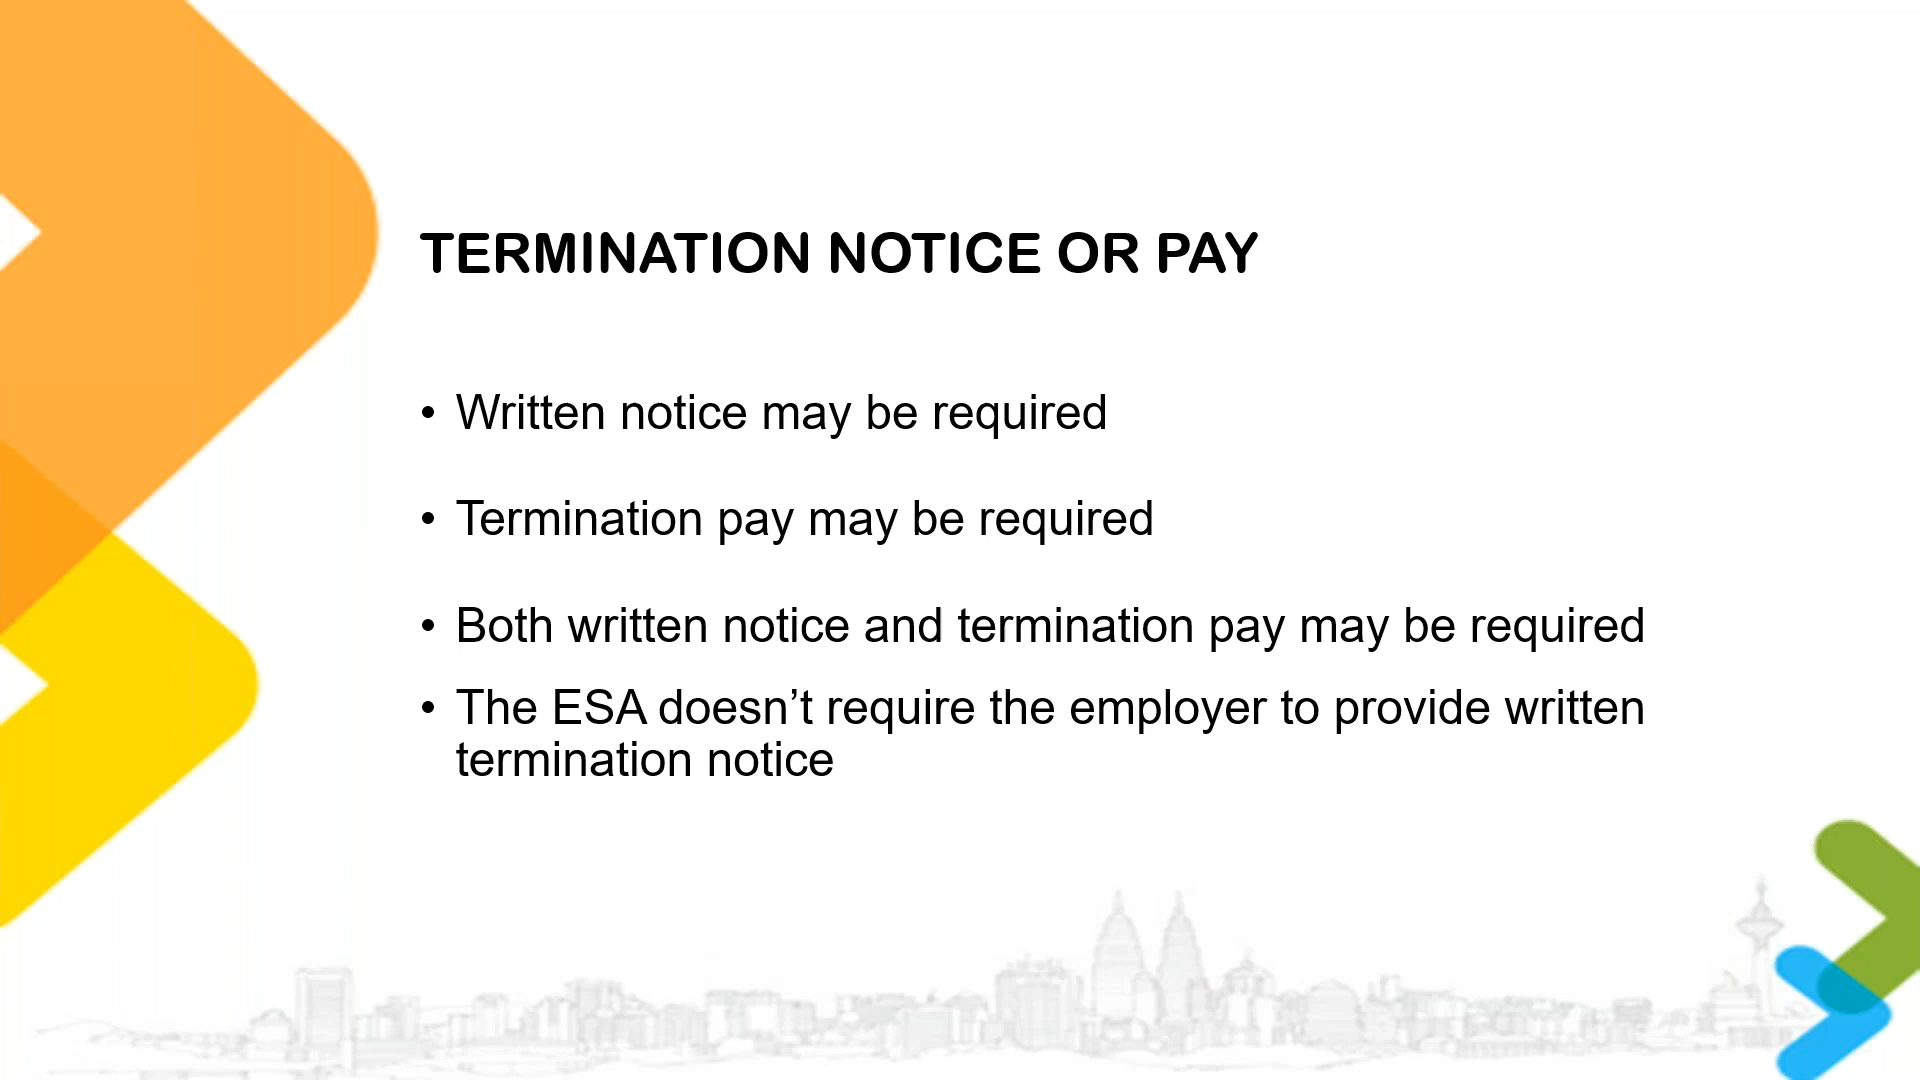 TERMINATION NOTICE OR PAY
• Written notice may be required
• Termination pay may be required
• Both written notice and termination pay may be required
• The ESA doesn’t require the employer to provide written
termination notice